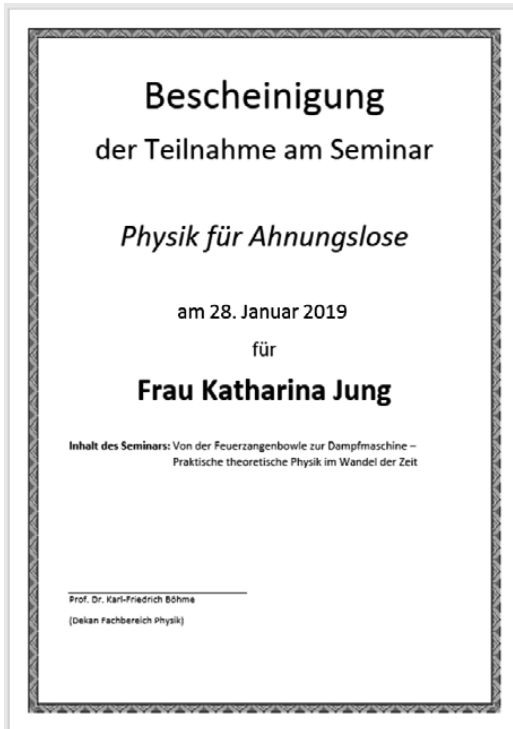 Bescheinigung
der Teilnahme am Seminar
Physik für Ahnungslose
am 28. Januar 2019
für
Frau Katharina Jung
Inhalt des Seminars: Von der Feuerzangenbowle zur Dampfmaschine –
Praktische theoretische Physik im Wandel der Zeit
Prof. Dr. Karl-Friedrich Böhme
(Dekan Fachbereich Physik)